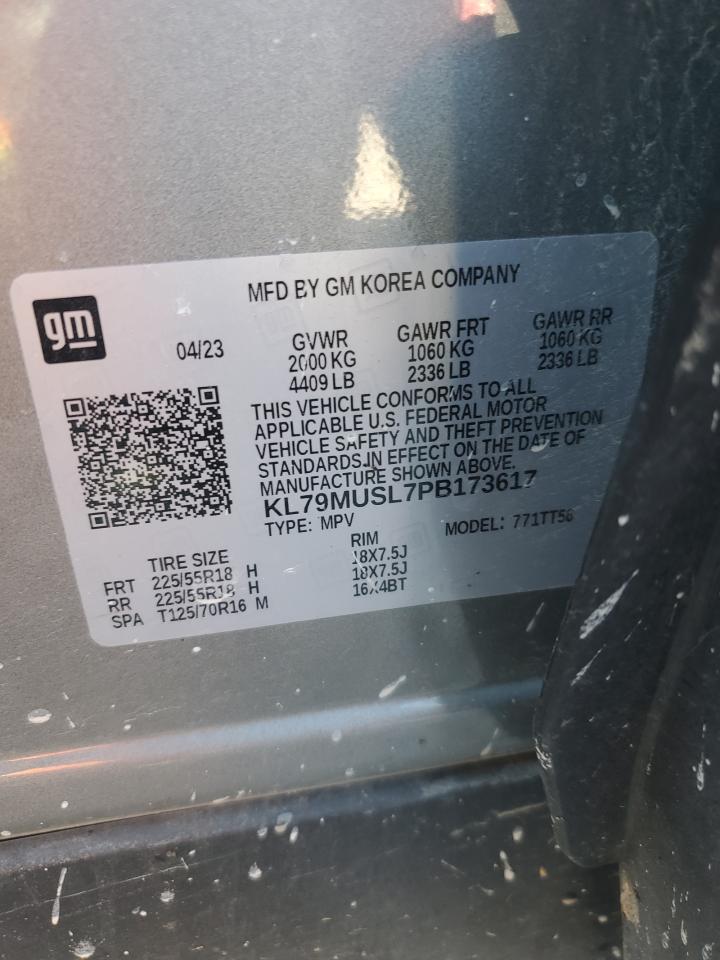 MFD BY GM KOREA COMPANY
gm
04/23
GVWR GAWR FRT GAWR RR
2000 KG 1060 KG 1060 KG
4409 LB 2336 LB 2336 LB
THIS VEHICLE CONFORMS TO ALL
APPLICABLE U.S. FEDERAL MOTOR
VEHICLE SAFETY AND THEFT PREVENTION
STANDARDS IN EFFECT ON THE DATE OF
MANUFACTURE SHOWN ABOVE.
KL79MUSL7PB173617
TYPE: MPV MODEL: 771TT56
TIRE SIZE RIM
FRT 225/55R18 H 18X7.5J
RR 225/55R18 H 18X7.5J
SPA T125/70R16 M 16X4BT